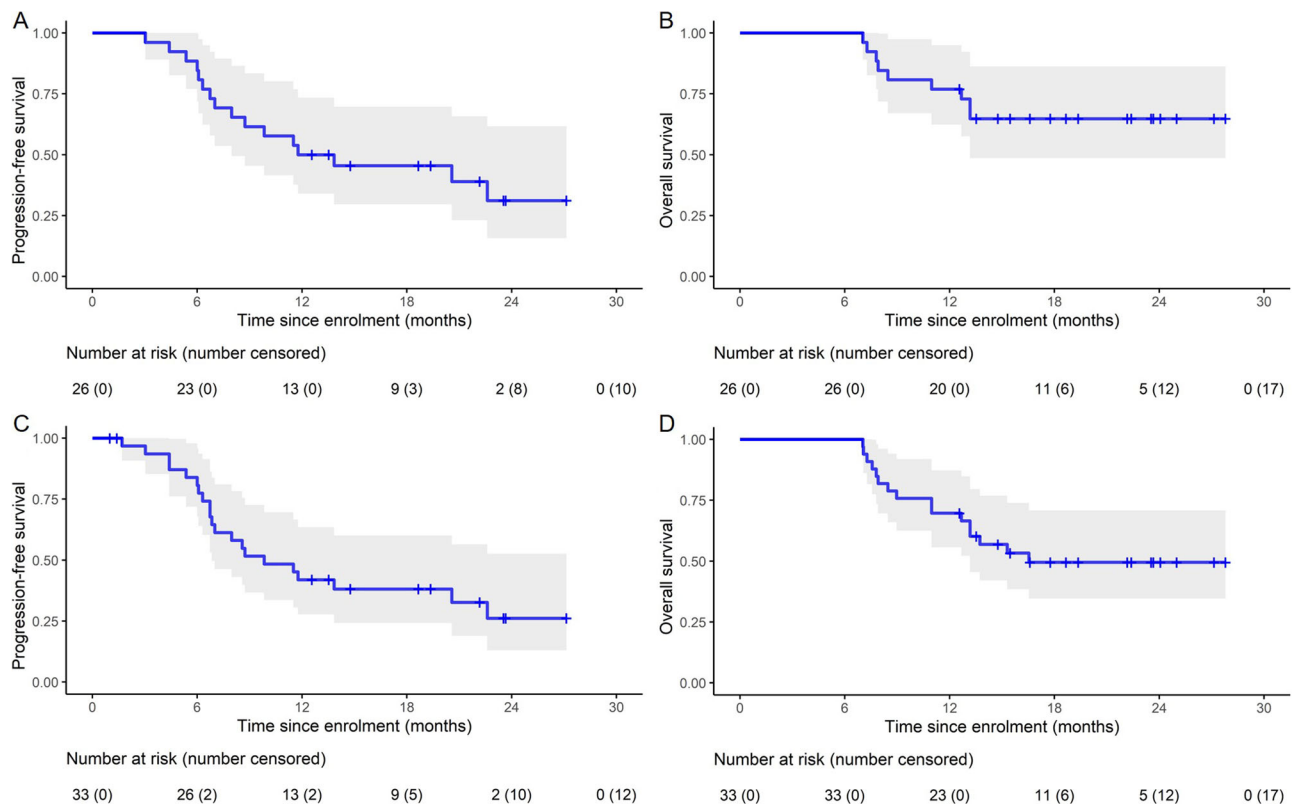 A
Progression-free survival
1.00
0.75
0.50
0.25
0.00
0 6 12 18 24 30
Time since enrolment (months)
Number at risk (number censored)
26 (0) 23 (0) 13 (0) 9 (3) 2 (8) 0 (10)
B
Overall survival
1.00
0.75
0.50
0.25
0.00
0 6 12 18 24 30
Time since enrolment (months)
Number at risk (number censored)
26 (0) 26 (0) 20 (0) 11 (6) 5 (12) 0 (17)
C
Progression-free survival
1.00
0.75
0.50
0.25
0.00
0 6 12 18 24 30
Time since enrolment (months)
Number at risk (number censored)
33 (0) 26 (2) 13 (2) 9 (5) 2 (10) 0 (12)
D
Overall survival
1.00
0.75
0.50
0.25
0.00
0 6 12 18 24 30
Time since enrolment (months)
Number at risk (number censored)
33 (0) 33 (0) 23 (0) 11 (6) 5 (12) 0 (17)